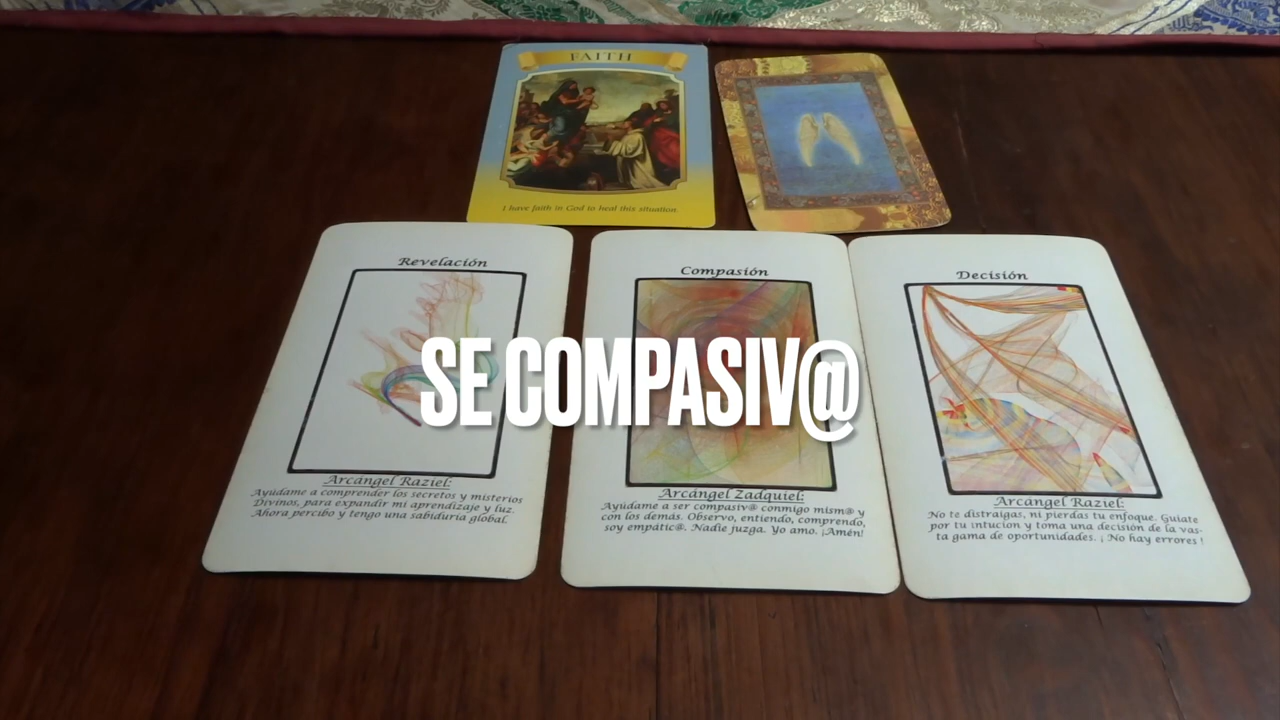 FAITH
I have faith in God to heal this situation.
Revelación
Arcángel Raziel:
Ayúdame a comprender los secretos y misterios
Divinos, para expandir mi aprendizaje y luz.
Ahora percibo y tengo una sabiduría global.
Compasión
Arcángel Zadquiel:
Ayúdame a ser compasiv@ conmigo mism@ y
con los demás. Observo, entiendo, comprendo,
soy empátic@. Nadie juzga. Yo amo. ¡Amén!
Decisión
Arcángel Raziel:
No te distraigas, ni pierdas tu enfoque. Guiate
por tu intución y toma una decisión de la vas-
ta gama de oportunidades. ¡ No hay errores !
SE COMPASIV@